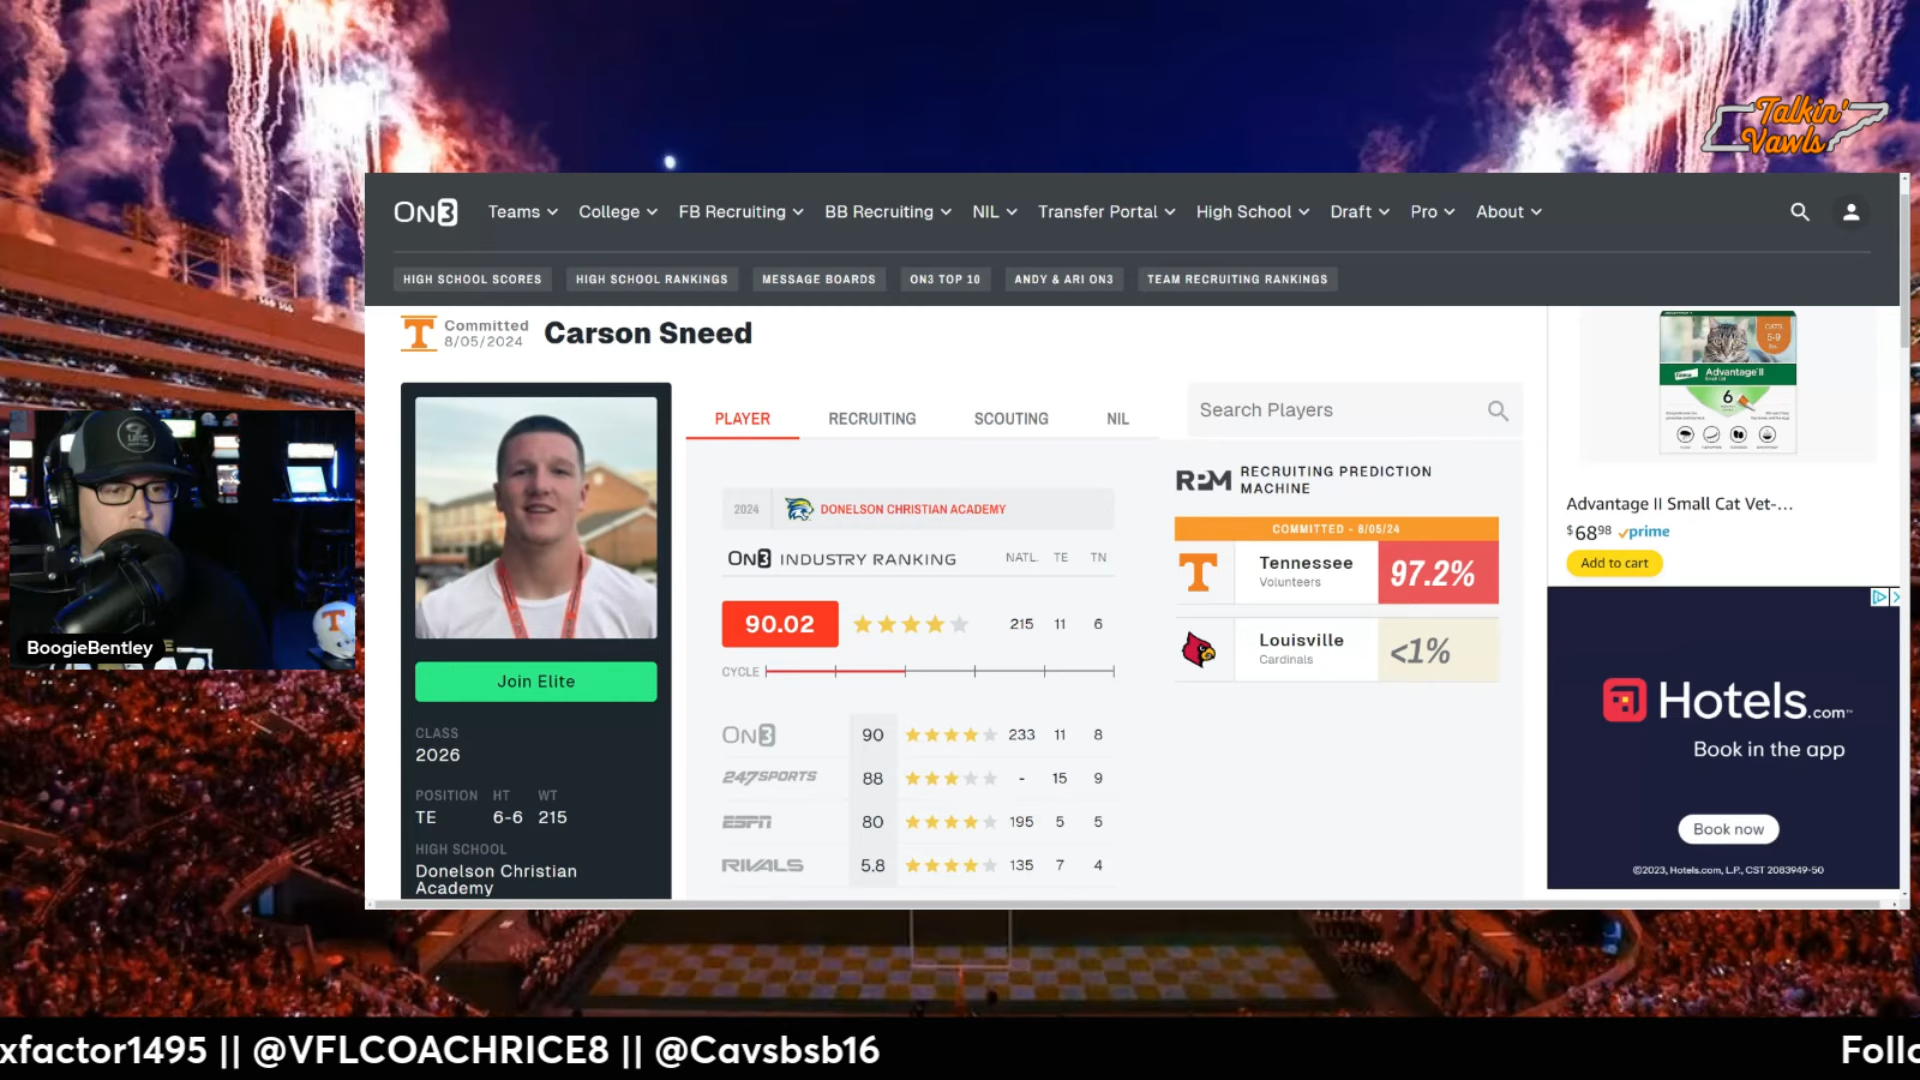 Talkin'
Vawls
ON3 Teams College FB Recruiting BB Recruiting NIL Transfer Portal High School Draft Pro About
HIGH SCHOOL SCORES HIGH SCHOOL RANKINGS MESSAGE BOARDS ON3 TOP 10 ANDY & ARI ON3 TEAM RECRUITING RANKINGS
T Committed
8/05/2024
Carson Sneed
PLAYER RECRUITING SCOUTING NIL
Search Players
2024 DONELSON CHRISTIAN ACADEMY
ON3 INDUSTRY RANKING NATL. TE TN
90.02 215 11 6
CYCLE
ON3 90 233 11 8
247SPORTS 88 - 15 9
ESPN 80 195 5 5
RIVALS 5.8 135 7 4
RPM RECRUITING PREDICTION
MACHINE
COMMITTED - 8/05/24
T Tennessee
Volunteers
97.2%
Louisville
Cardinals
<1%
Join Elite
CLASS
2026
POSITION HT WT
TE 6-6 215
HIGH SCHOOL
Donelson Christian
Academy
CATS
5-9
Advantage II
6
Advantage II Small Cat Vet-...
$6898 prime
Add to cart
Hotels.com
Book in the app
Book now
©2023, Hotels.com, L.P., CST 2083949-50
T
BoogieBentley
xfactor1495 || @VFLCOACHRICE8 || @Cavsbsb16
Follo